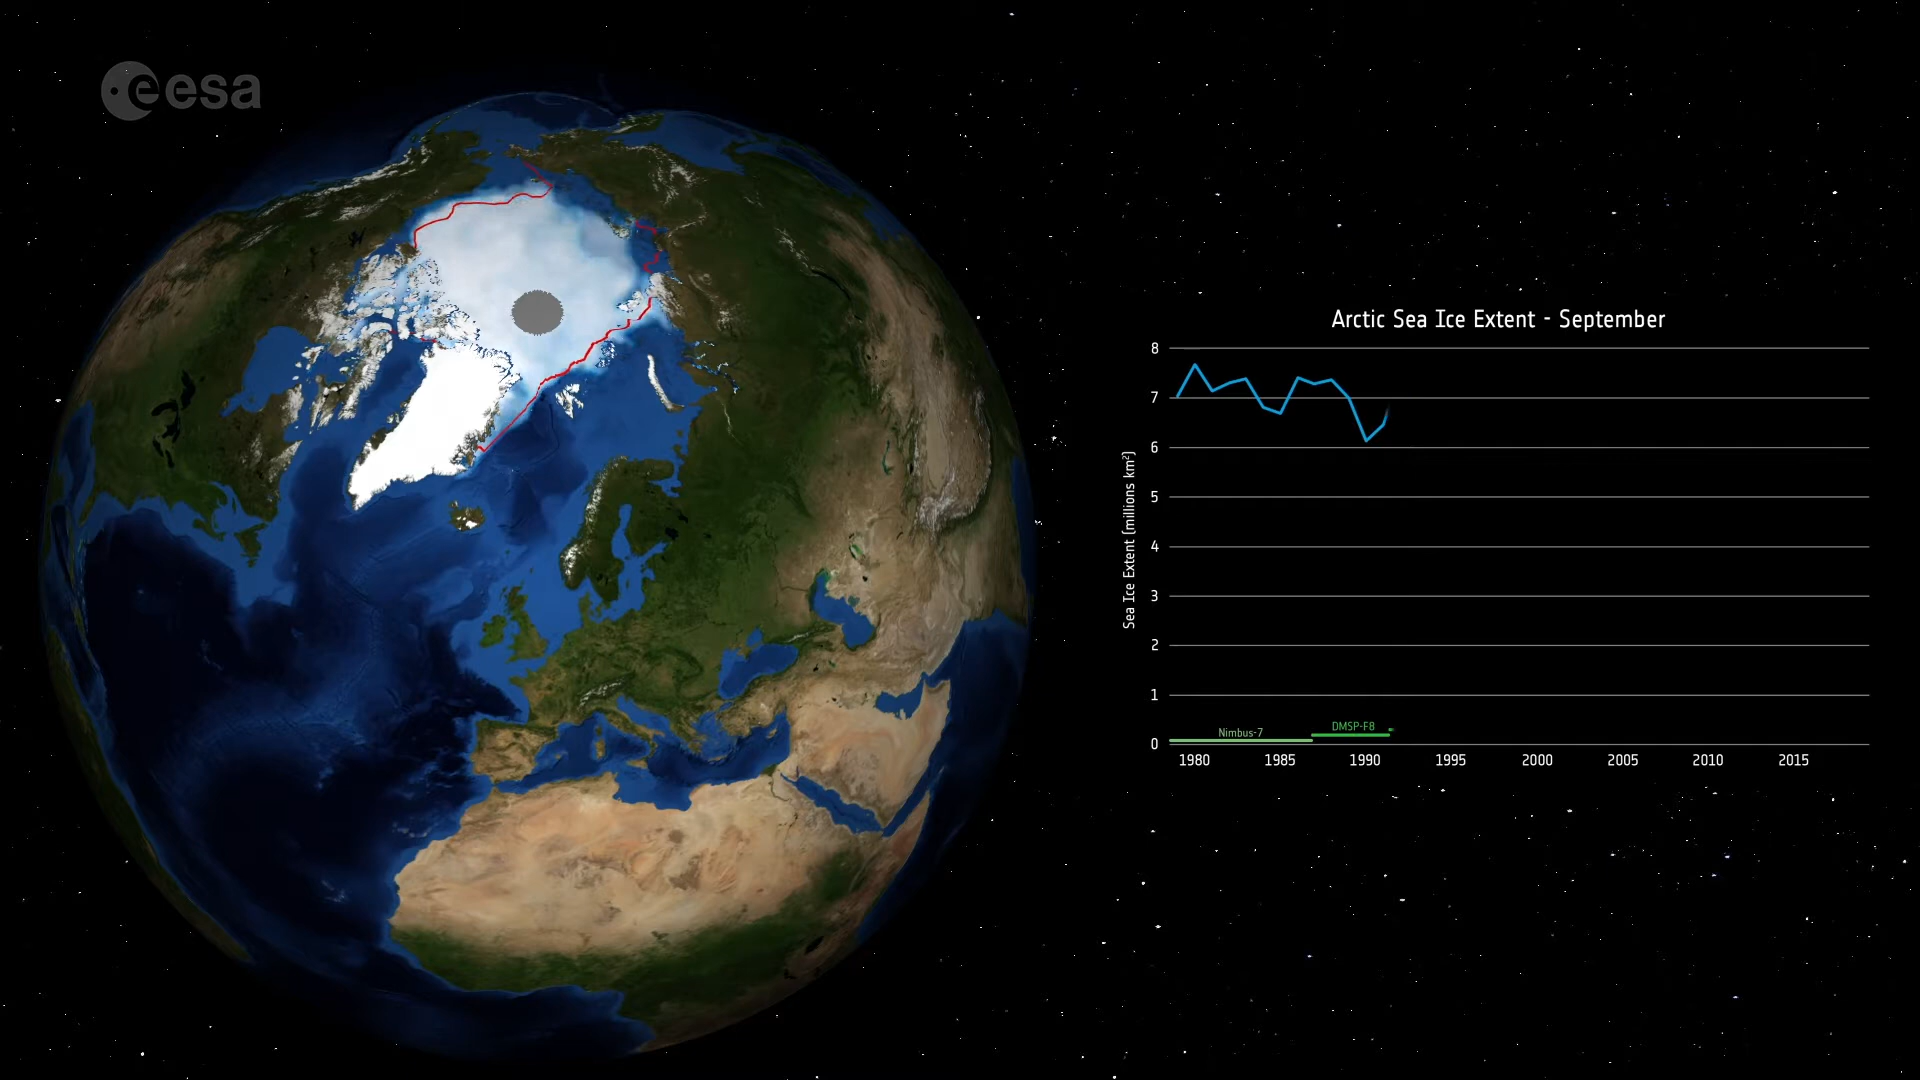 eesa
Arctic Sea Ice Extent - September
Sea Ice Extent (millions km²)
8
7
6
5
4
3
2
1
0
Nimbus-7
DMSP-F8
1980 1985 1990 1995 2000 2005 2010 2015